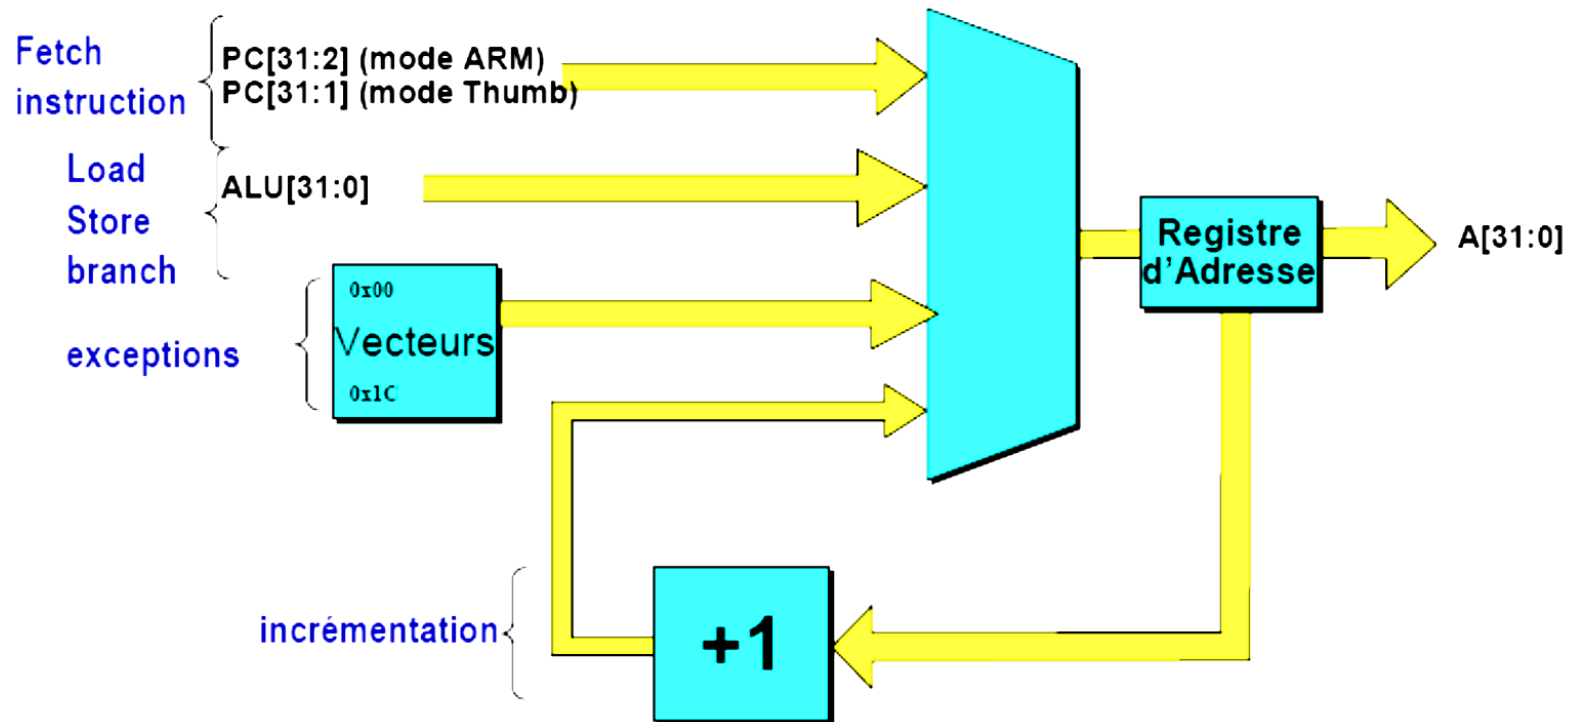 Fetch
instruction
PC[31:2] (mode ARM)
PC[31:1] (mode Thumb)
Load
Store
branch
ALU[31:0]
exceptions
0x00
Vecteurs
0x1C
Registre
d'Adresse
A[31:0]
incrémentation
+1